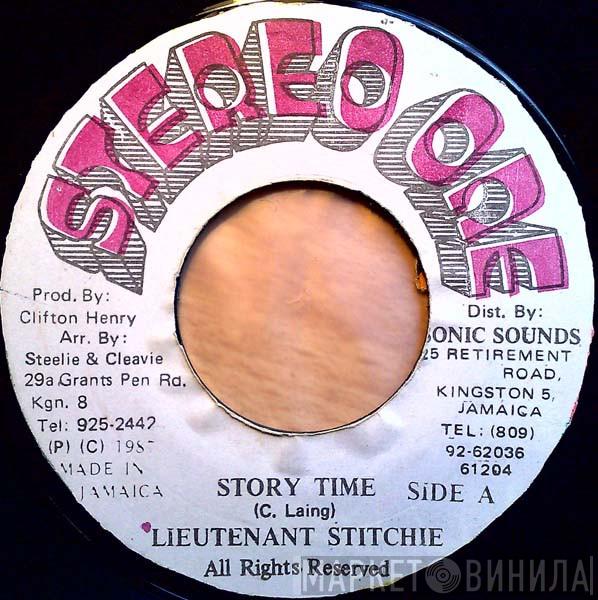 STEREO ONE
Prod. By:
Clifton Henry
Arr. By:
Steelie & Cleavie
29a Grants Pen Rd.
Kgn. 8
Tel: 925-2442
(P) (C) 198
MADE IN
JAMAICA
Dist. By:
SONIC SOUNDS
25 RETIREMENT
ROAD,
KINGSTON 5,
JAMAICA
TEL: (809)
92-62036
61204
STORY TIME
SiDE A
(C. Laing)
LiEUTENANT STITCHIE
All Rights Reserved
МАРКЕТ ВИНИЛА